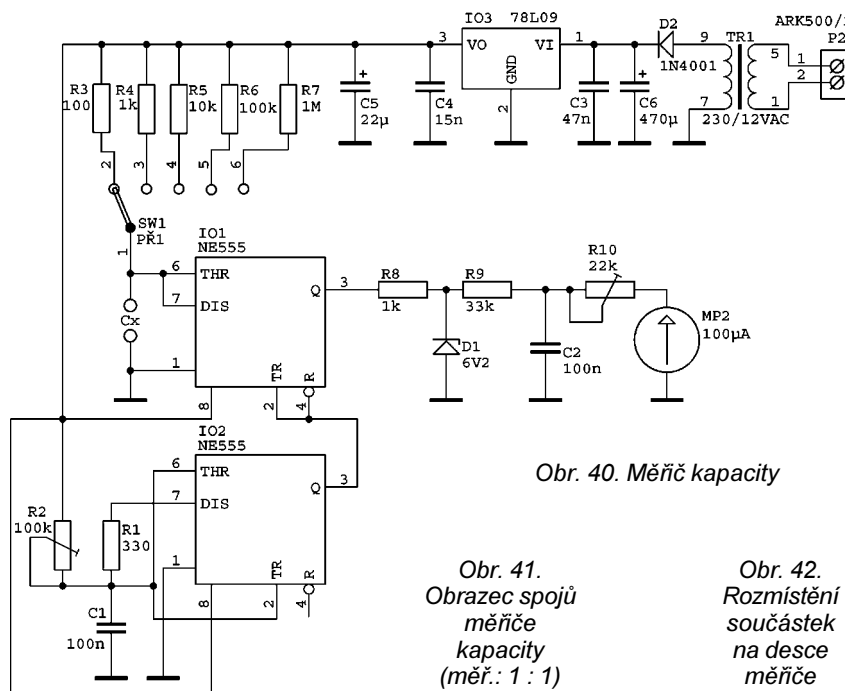 IO3 78L09
D2
1N4001
TR1
ARK500/
P2
3 VO VI 1
GND
2
9
7
5
1
1
2
230/12VAC
R3
100
R4
1k
R5
10k
R6
100k
R7
1M
C5
22µ
C4
15n
C3
47n
C6
470µ
+
+
2
3
4
5
6
SW1
PŘ1
1
Cx
IO1
NE555
6 THR
7 DIS
1
Q 3
TR
R
8
2
4
R8
1k
R9
33k
R10
22k
D1
6V2
C2
100n
MP2
100µA
IO2
NE555
6 THR
7 DIS
1
Q 3
TR
R
8
2
4
R2
100k
R1
330
C1
100n
Obr. 40. Měřič kapacity
Obr. 41.
Obrazec spojů
měřiče
kapacity
(měř.: 1 : 1)
Obr. 42.
Rozmístění
součástek
na desce
měřiče